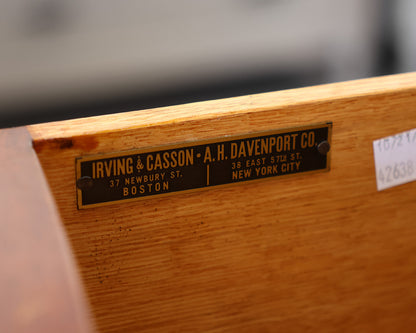 IRVING & CASSON • A. H. DAVENPORT CO.
37 NEWBURY ST.
BOSTON
38 EAST 57TH ST.
NEW YORK CITY
42638